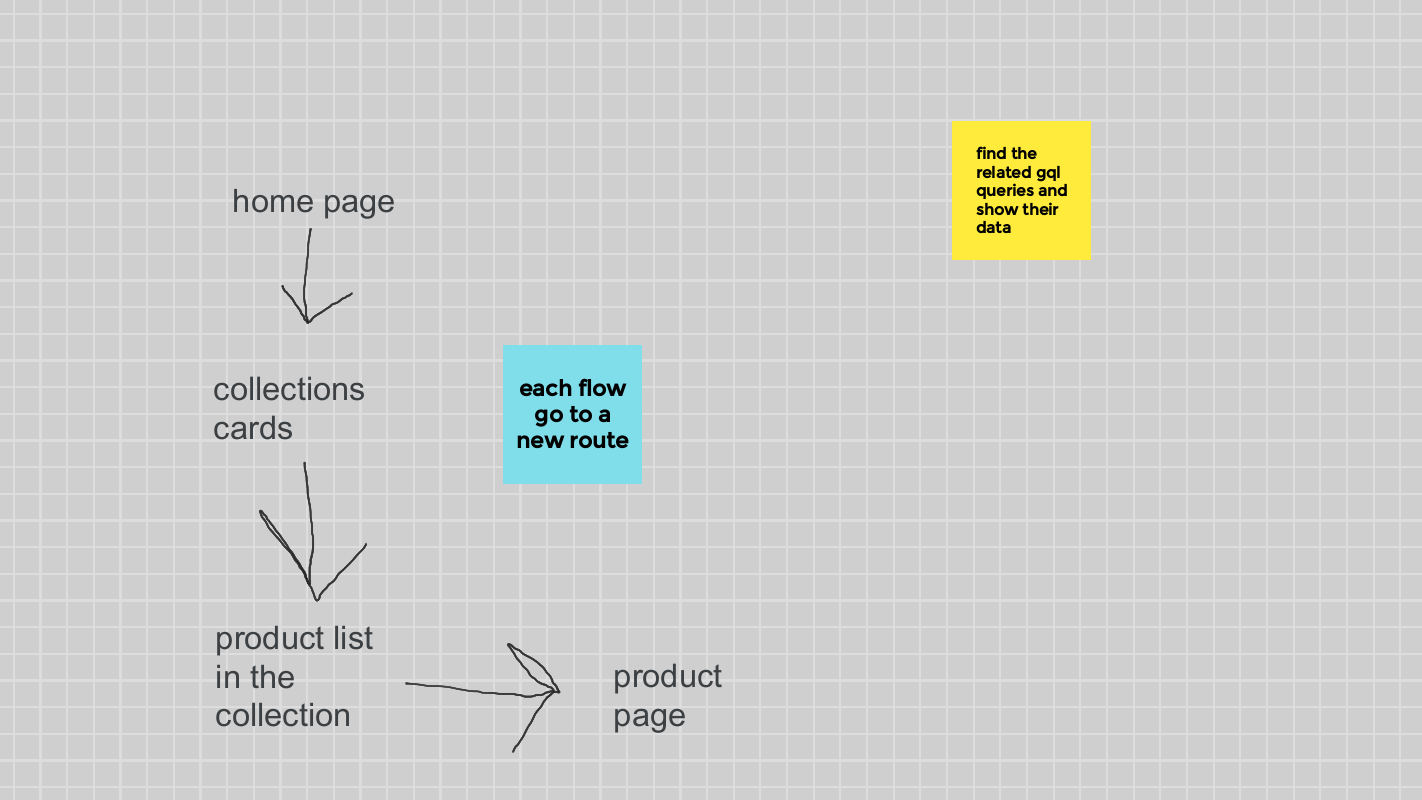 home page
collections
cards
product list
in the
collection
product
page
each flow
go to a
new route
find the
related gql
queries and
show their
data